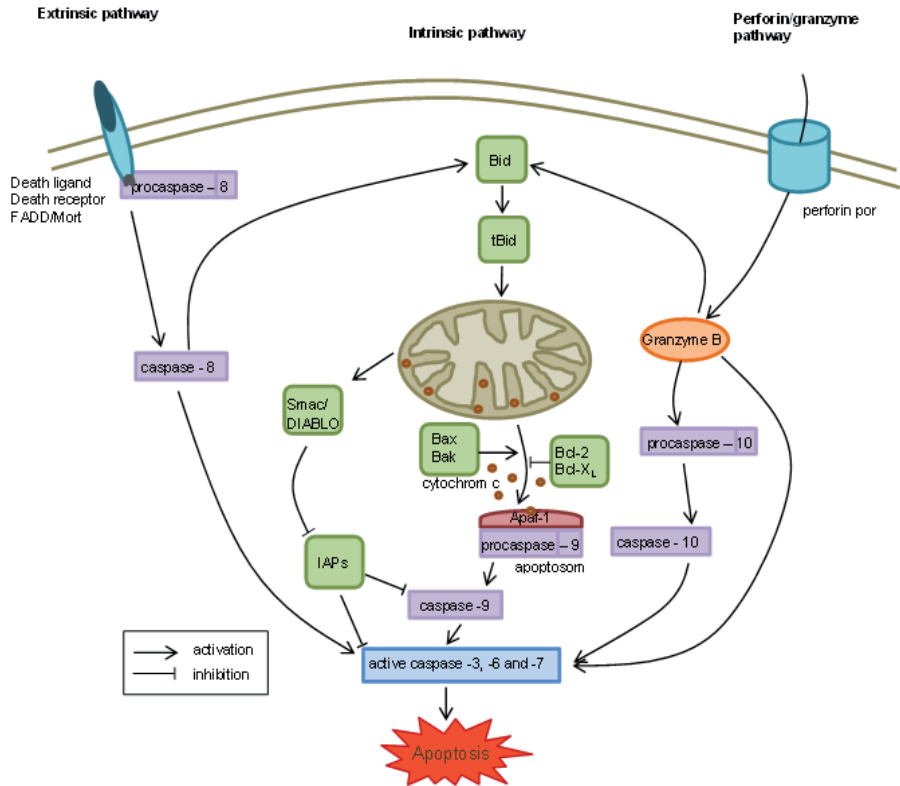 Extrinsic pathway
Intrinsic pathway
Perforin/granzyme
pathway
Bid
Death ligand
Death receptor
FADD/Mort
procaspase – 8
perforin por
tBid
Granzyme B
caspase - 8
Smac/
DIABLO
Bax
Bak
Bcl-2
Bcl-XL
procaspase – 10
cytochrom c
Apaf-1
procaspase – 9
apoptosom
caspase - 10
IAPs
caspase -9
activation
inhibition
active caspase -3, -6 and -7
Apoptosis